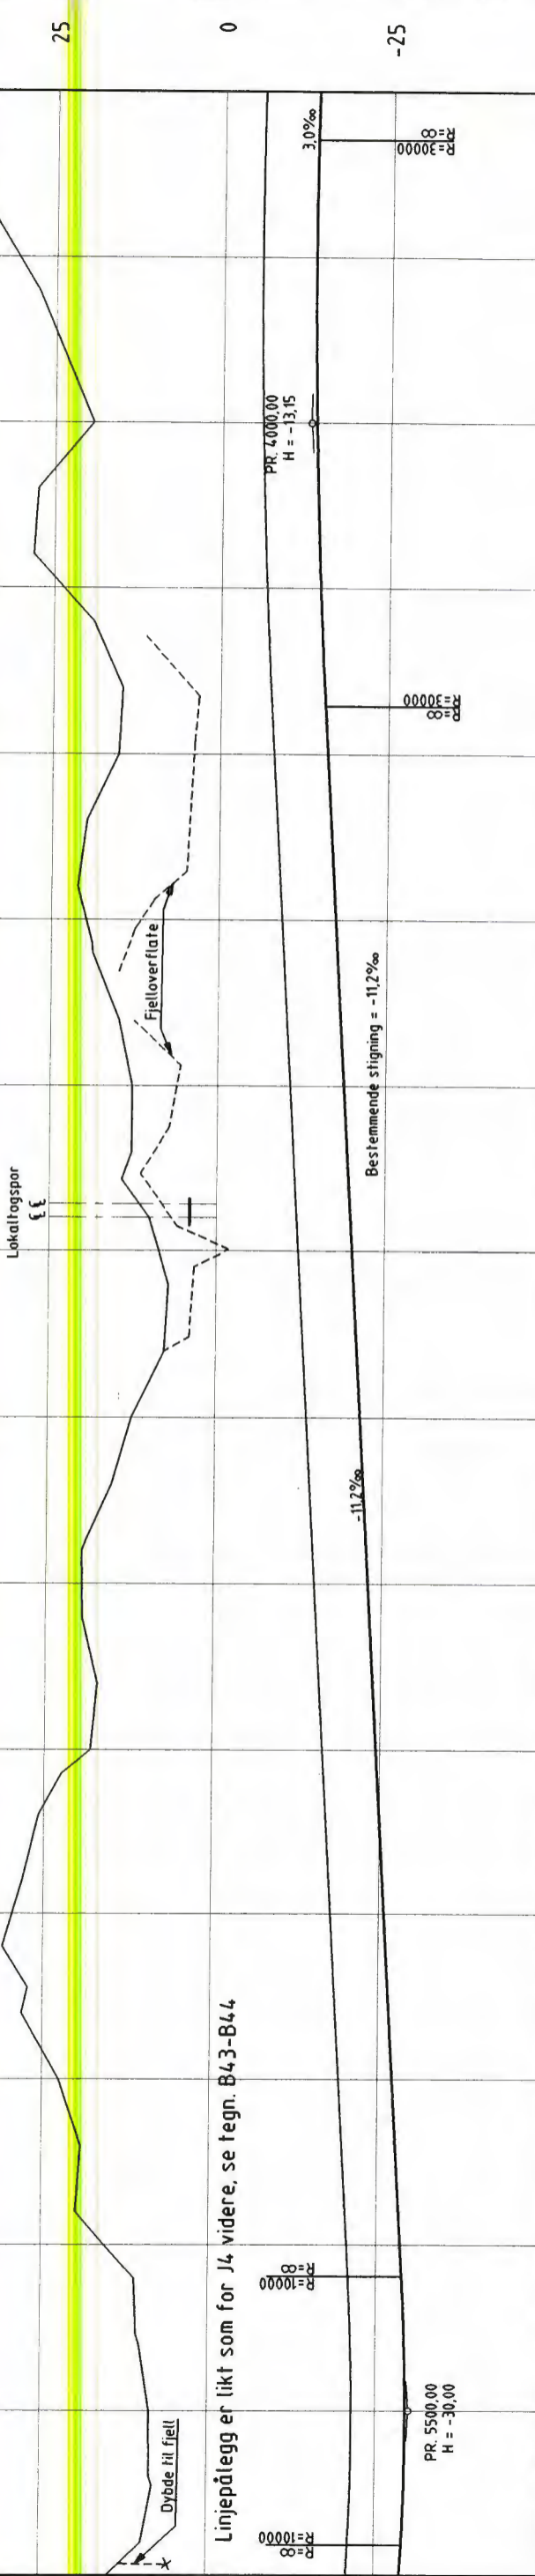 25
0
-25
3,0‰
R=∞
R=30000
PR. 4000,00
H = -13,15
R=30000
R=∞
Fjelloverflate
Bestemmende stigning = -11,2‰
Lokaltogspor
-11,2‰
Linjepålegg er likt som for J4 videre, se tegn. B43-B44
R=∞
R=10000
Dybde til fjell
PR. 5500,00
H = -30,00
R=10000
R=∞